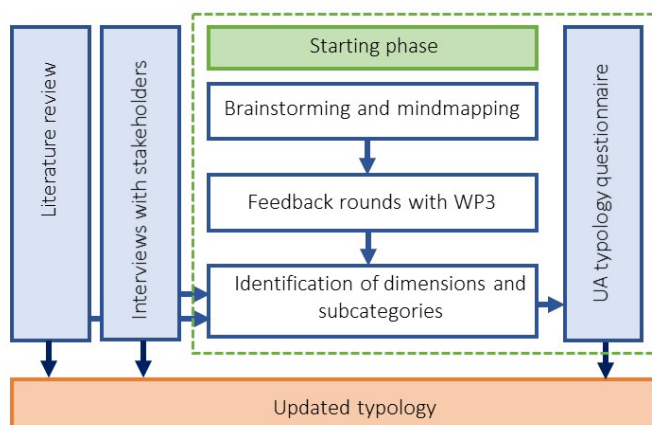 Literature review
Interviews with stakeholders
Starting phase
Brainstorming and mindmapping
Feedback rounds with WP3
Identification of dimensions and
subcategories
UA typology questionnaire
Updated typology